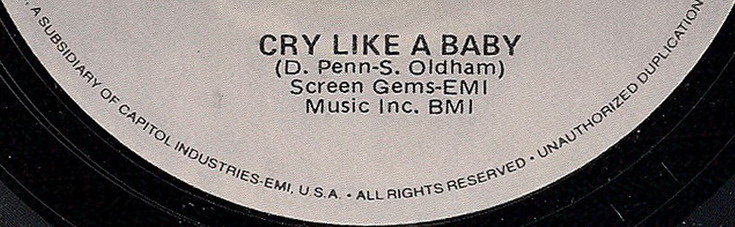 CRY LIKE A BABY
(D. Penn-S. Oldham)
Screen Gems-EMI
Music Inc. BMI
A SUBSIDIARY OF CAPITOL INDUSTRIES-EMI, U.S.A. • ALL RIGHTS RESERVED • UNAUTHORIZED DUPLICATION